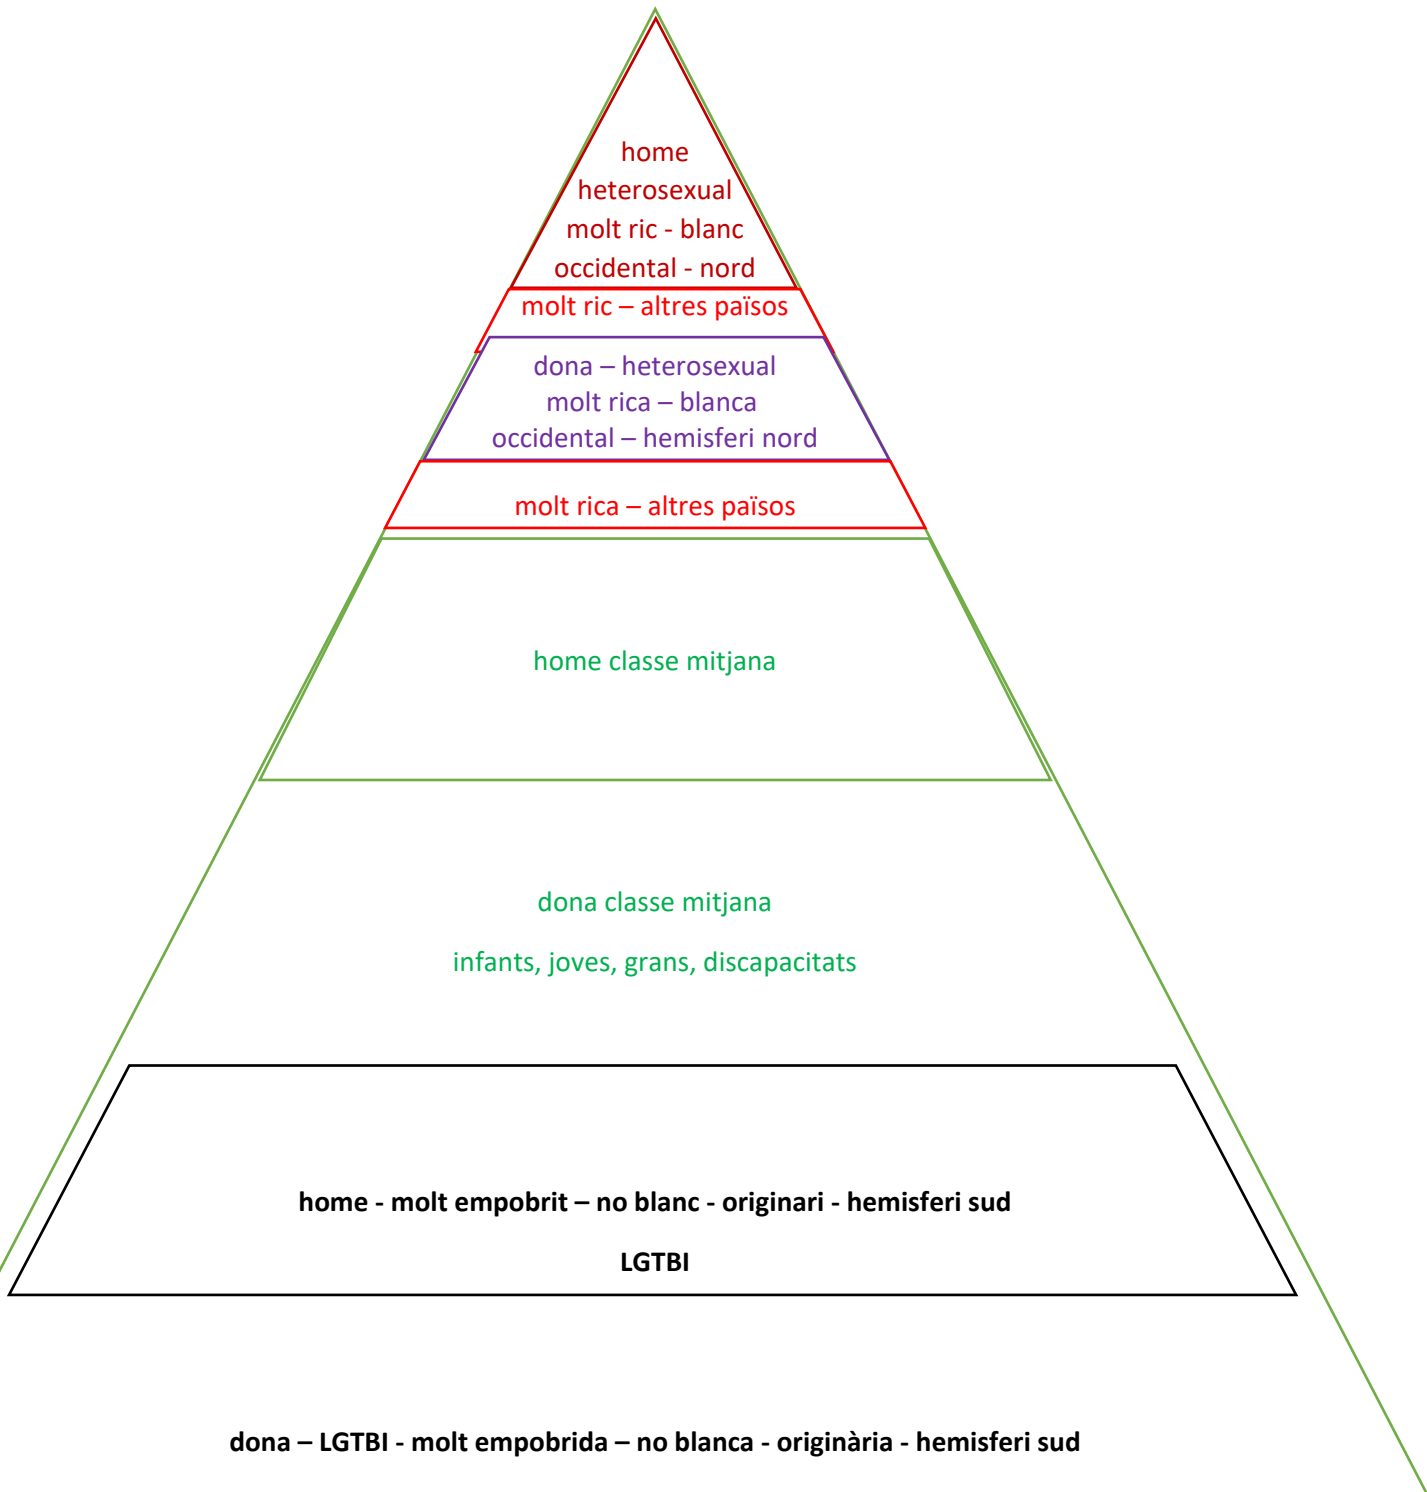 home
heterosexual
molt ric - blanc
occidental - nord
molt ric – altres països
dona – heterosexual
molt rica – blanca
occidental – hemisferi nord
molt rica – altres països
home classe mitjana
dona classe mitjana
infants, joves, grans, discapacitats
home - molt empobrit – no blanc - originari - hemisferi sud
LGTBI
dona – LGTBI - molt empobrida – no blanca - originària - hemisferi sud